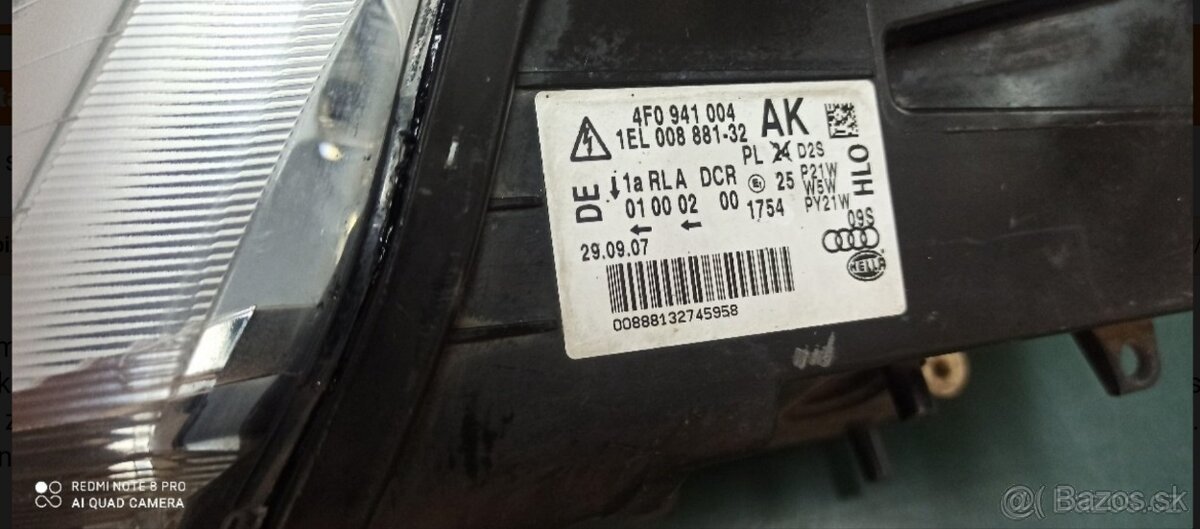 4F0 941 004 AK
1EL 008 881-32
PL 24 D2S
DE 1a RLA DCR E1 25 P21W
W5W
HLO
01 00 02 00 1754 PY21W
09S
29.09.07
HELLA
00888132745958
REDMI NOTE 8 PRO
AI QUAD CAMERA
Bazos.sk